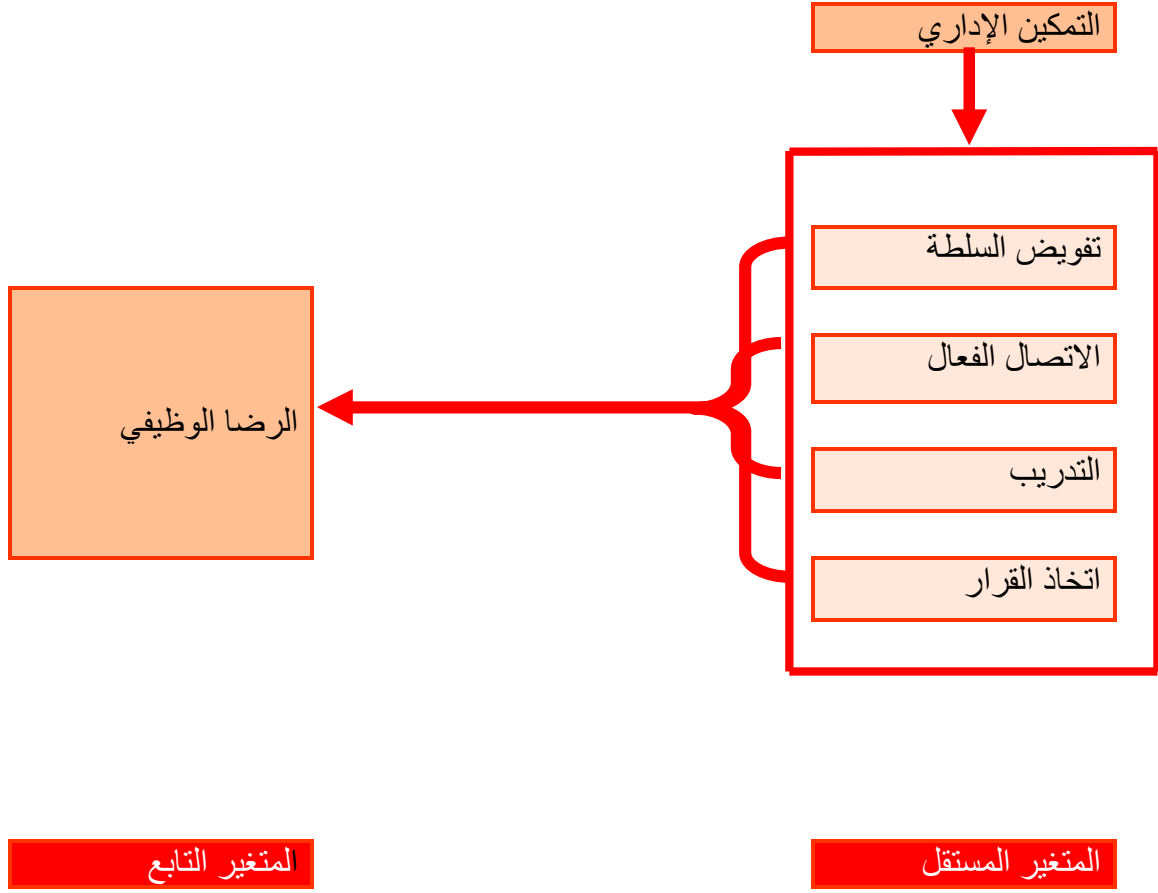 التمكين الإداري
تفويض السلطة
الاتصال الفعال
التدريب
اتخاذ القرار
الرضا الوظيفي
المتغير المستقل
المتغير التابع